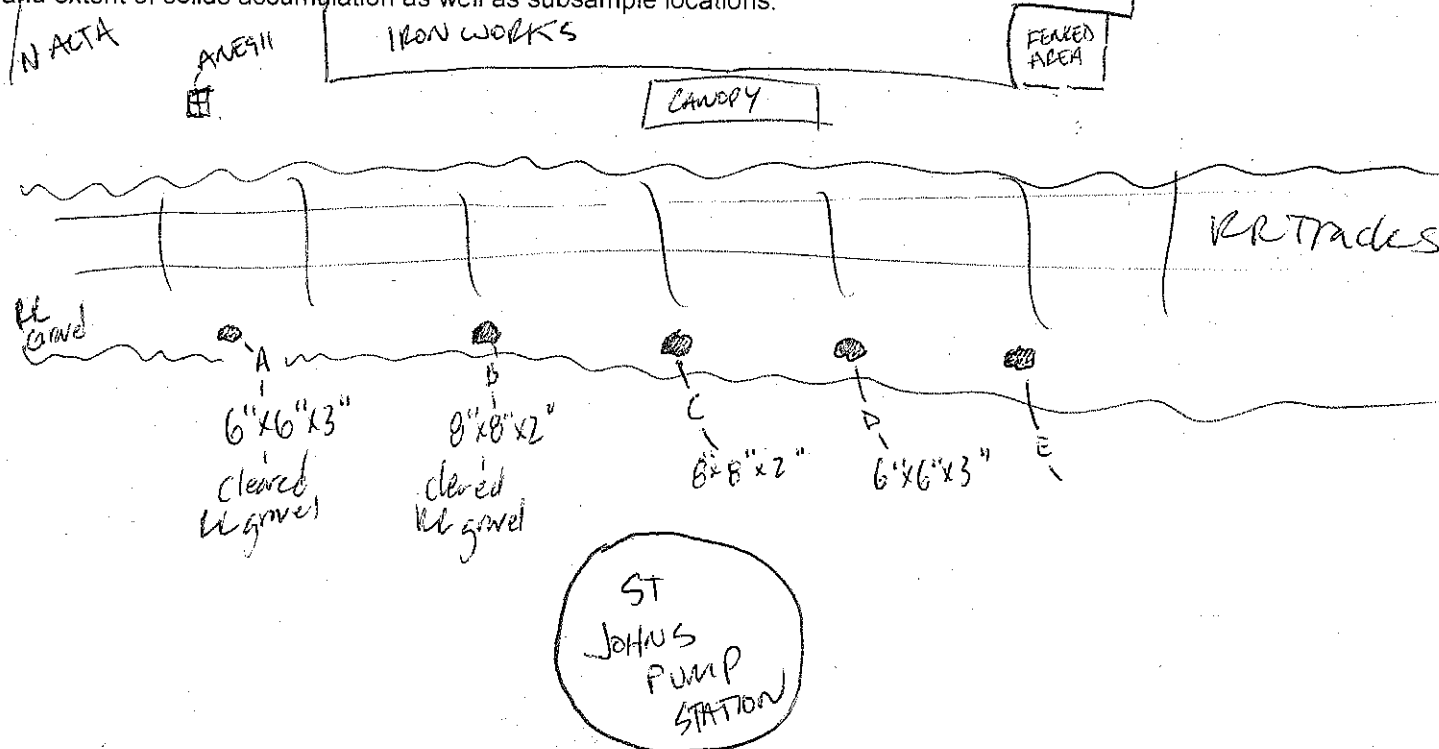 and extent of solids accumulation as well as subsample locations.
N ALTA
IRON WORKS
FENCED
AREA
CANOPY
RR Tracks
RR
Gravel
A
6"x6"x3"
cleared
RR gravel
B
8"x8"x2"
cleared
RR gravel
C
8"x8"x2"
D
6"x6"x3"
E
ST
JOHNS
PUMP
STATION